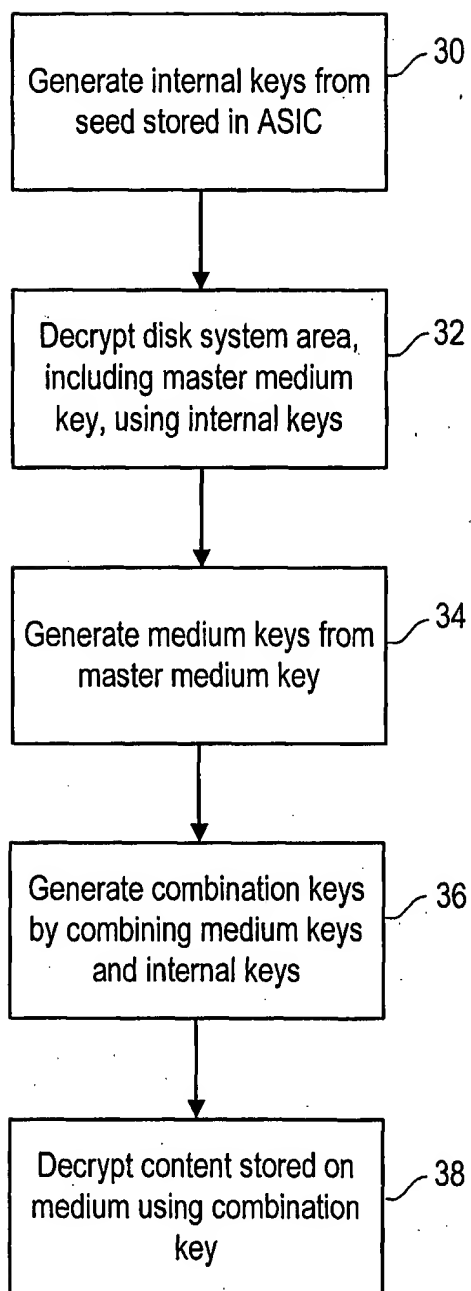 30
Generate internal keys from
seed stored in ASIC
32
Decrypt disk system area,
including master medium
key, using internal keys
34
Generate medium keys from
master medium key
36
Generate combination keys
by combining medium keys
and internal keys
38
Decrypt content stored on
medium using combination
key